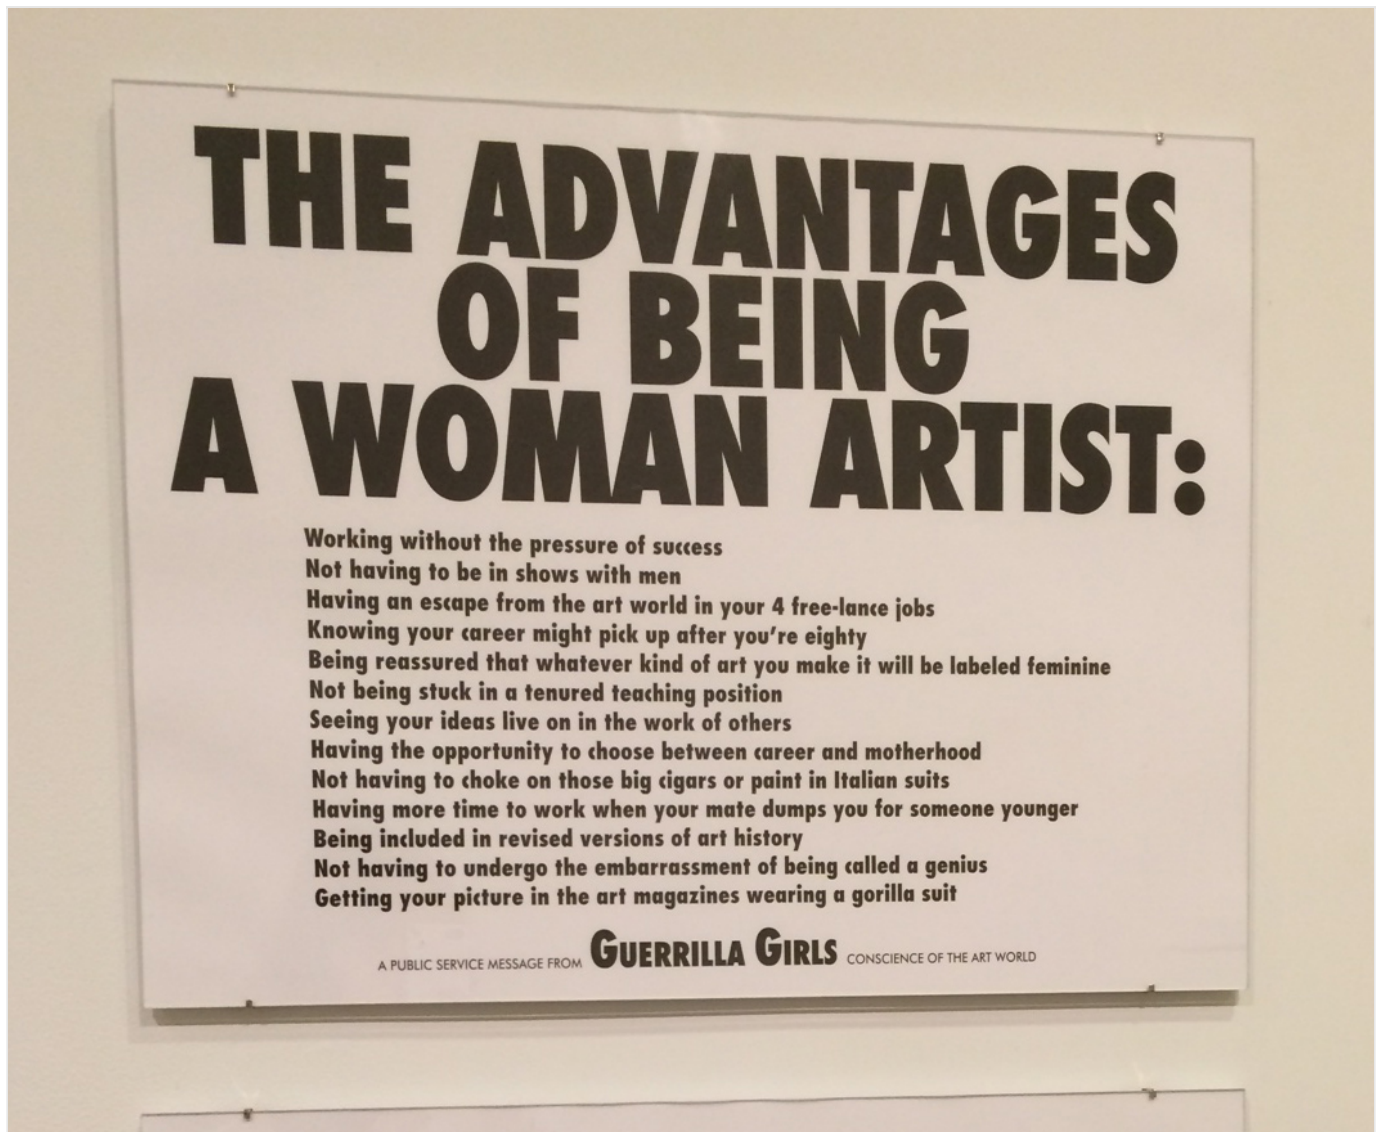 THE ADVANTAGES
OF BEING
A WOMAN ARTIST:
Working without the pressure of success
Not having to be in shows with men
Having an escape from the art world in your 4 free-lance jobs
Knowing your career might pick up after you're eighty
Being reassured that whatever kind of art you make it will be labeled feminine
Not being stuck in a tenured teaching position
Seeing your ideas live on in the work of others
Having the opportunity to choose between career and motherhood
Not having to choke on those big cigars or paint in Italian suits
Having more time to work when your mate dumps you for someone younger
Being included in revised versions of art history
Not having to undergo the embarrassment of being called a genius
Getting your picture in the art magazines wearing a gorilla suit
A PUBLIC SERVICE MESSAGE FROM GUERRILLA GIRLS CONSCIENCE OF THE ART WORLD